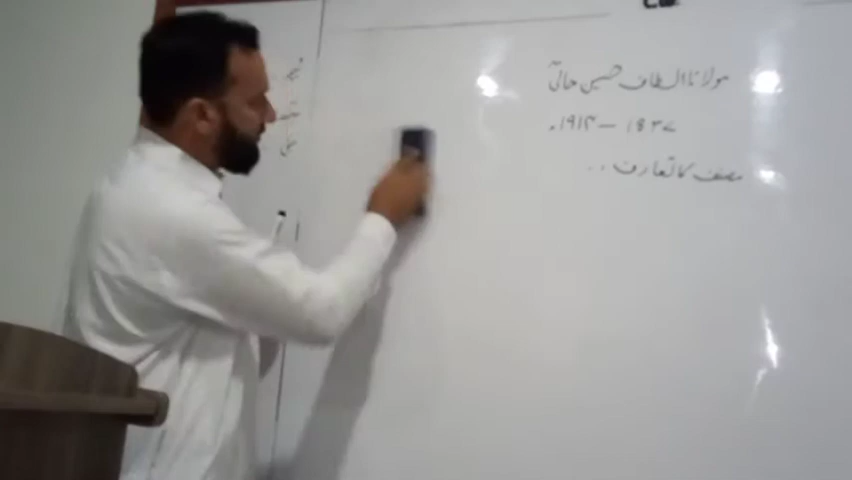 مولانا الطاف حسین حالیؔ
۱۸۳۷ – ۱۹۱۴ء
مصنف کا تعارف ۔۔